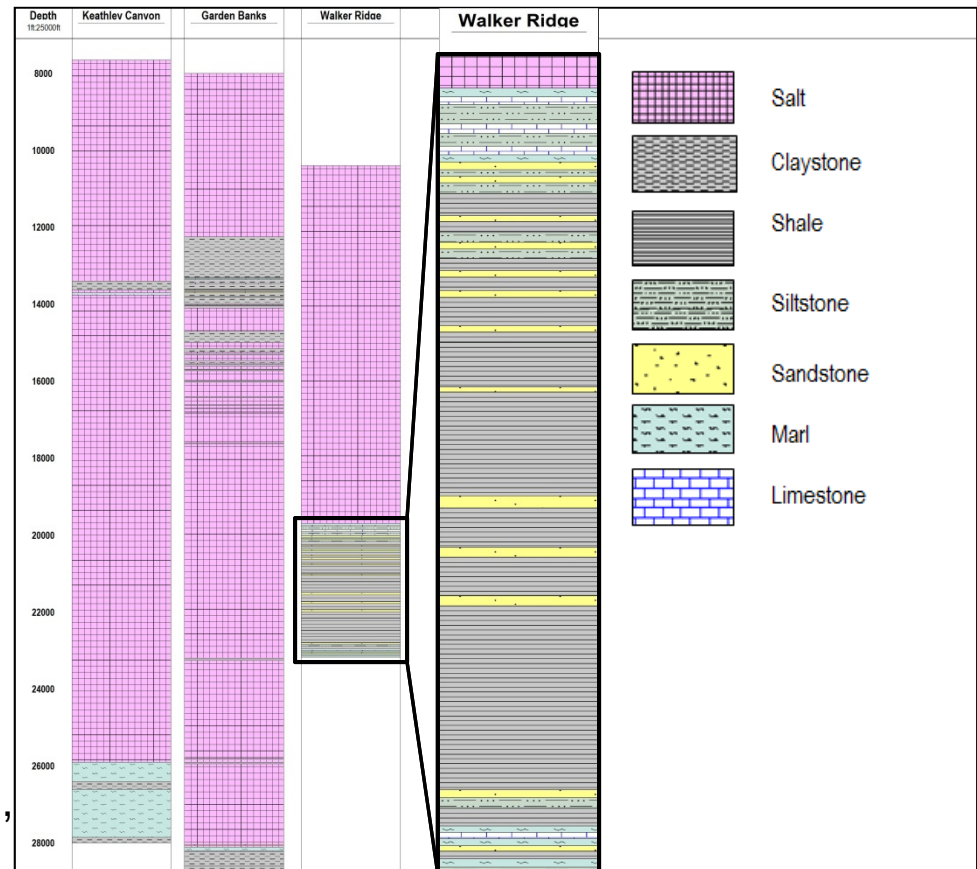 Depth
1ft:25000ft
Keathley Canyon
Garden Banks
Walker Ridge
Walker Ridge
8000
10000
12000
14000
16000
18000
20000
22000
24000
26000
28000
Salt
Claystone
Shale
Siltstone
Sandstone
Marl
Limestone
,